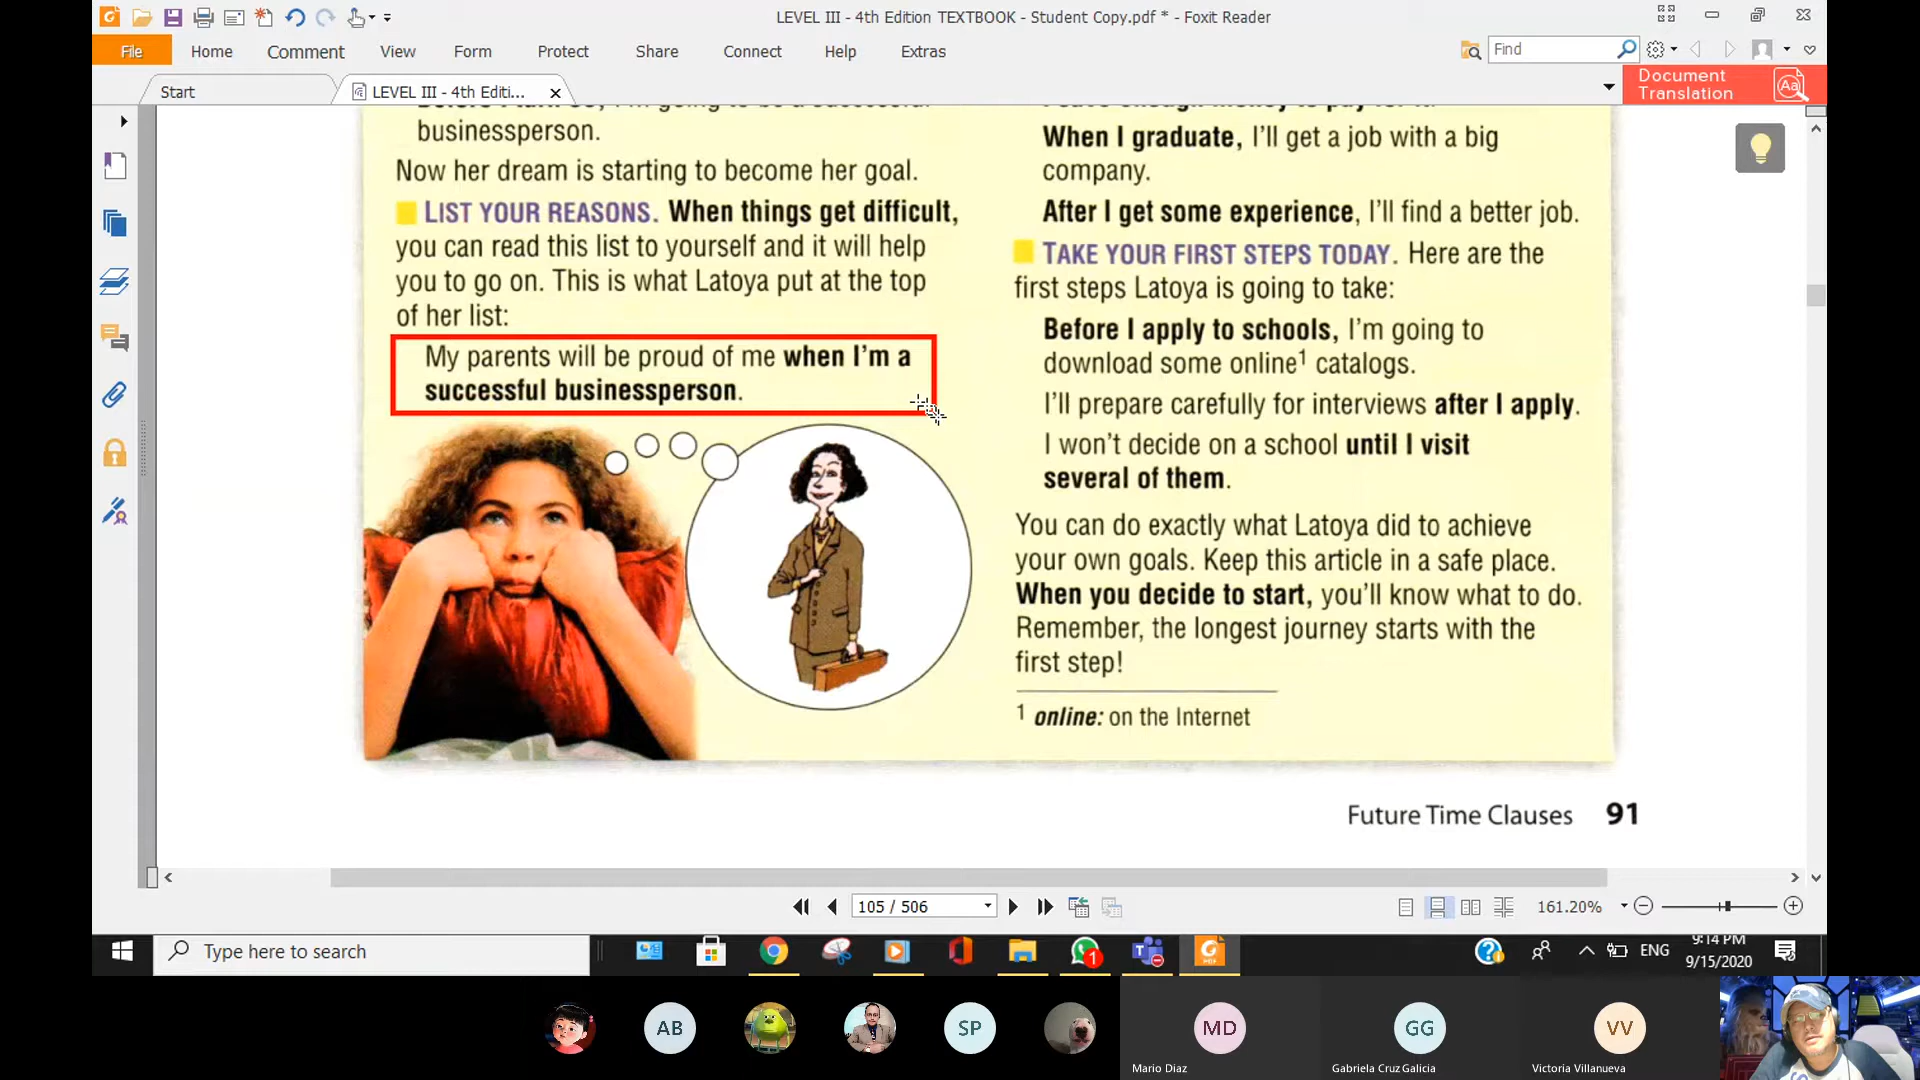 LEVEL III - 4th Edition TEXTBOOK - Student Copy.pdf * - Foxit Reader
File Home Comment View Form Protect Share Connect Company Help Extras
Find
Start
LEVEL III - 4th Editi...
Document
Translation
businessperson.
Now her dream is starting to become her goal.
LIST YOUR REASONS. When things get difficult,
you can read this list to yourself and it will help
you to go on. This is what Latoya put at the top
of her list:
My parents will be proud of me when I'm a
successful businessperson.
When I graduate, I'll get a job with a big
company.
After I get some experience, I'll find a better job.
TAKE YOUR FIRST STEPS TODAY. Here are the
first steps Latoya is going to take:
Before I apply to schools, I'm going to
download some online1 catalogs.
I'll prepare carefully for interviews after I apply.
I won't decide on a school until I visit
several of them.
You can do exactly what Latoya did to achieve
your own goals. Keep this article in a safe place.
When you decide to start, you'll know what to do.
Remember, the longest journey starts with the
first step!
1 online: on the Internet
Future Time Clauses 91
105 / 506
161.20%
Type here to search
1
ENG
9:14 PM
9/15/2020
AB
SP
MD
GG
VV
Mario Diaz
Gabriela Cruz Galicia
Victoria Villanueva